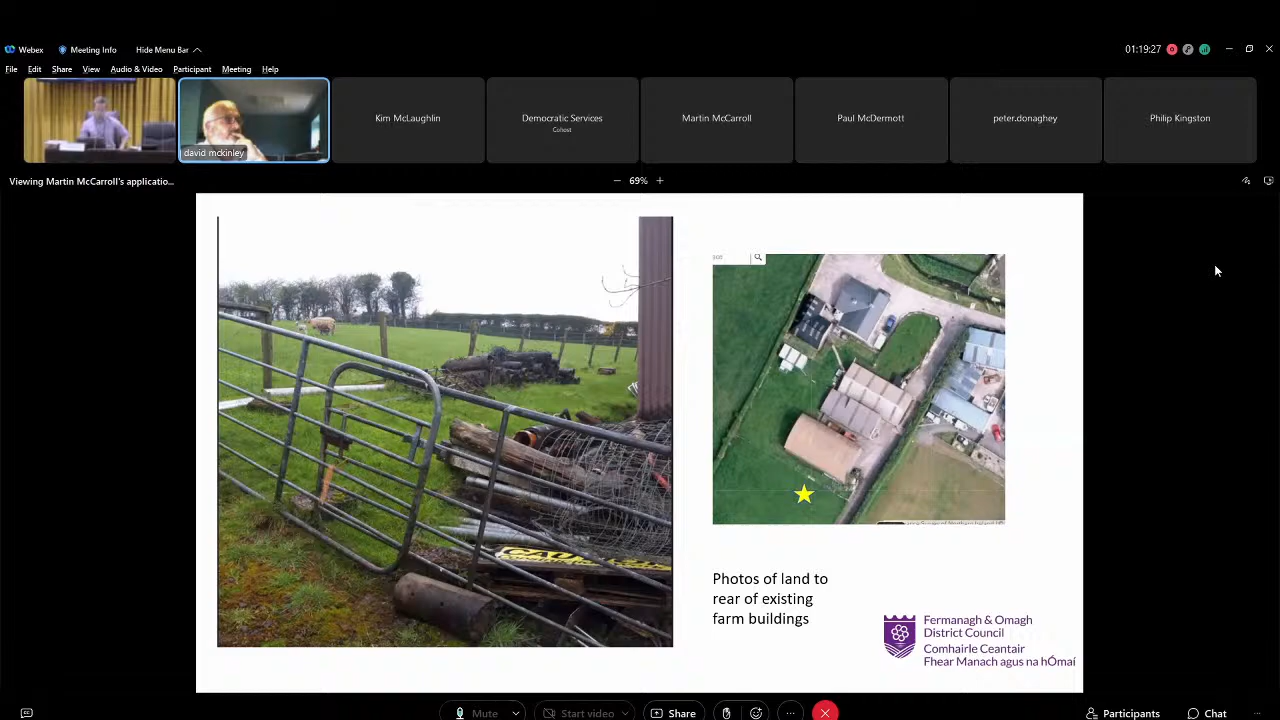 Webex
Meeting Info
Hide Menu Bar
01:19:27
File Edit Share View Audio & Video Participant Meeting Help
david mckinley
Kim McLaughlin
Democratic Services
Cohost
Martin McCarroll
Paul McDermott
peter.donaghey
Philip Kingston
Viewing Martin McCarroll's applicatio...
69%
Photos of land to
rear of existing
farm buildings
Fermanagh & Omagh
District Council
Comhairle Ceantair
Fhear Manach agus na hÓmaí
Mute
Start video
Share
Participants
Chat